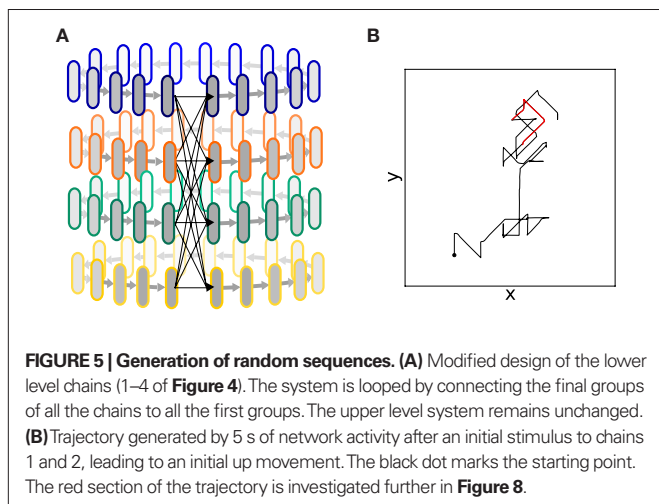 A
B
y
x
FIGURE 5 | Generation of random sequences. (A) Modified design of the lower
level chains (1–4 of Figure 4). The system is looped by connecting the final groups
of all the chains to all the first groups. The upper level system remains unchanged.
(B) Trajectory generated by 5 s of network activity after an initial stimulus to chains
1 and 2, leading to an initial up movement. The black dot marks the starting point.
The red section of the trajectory is investigated further in Figure 8.